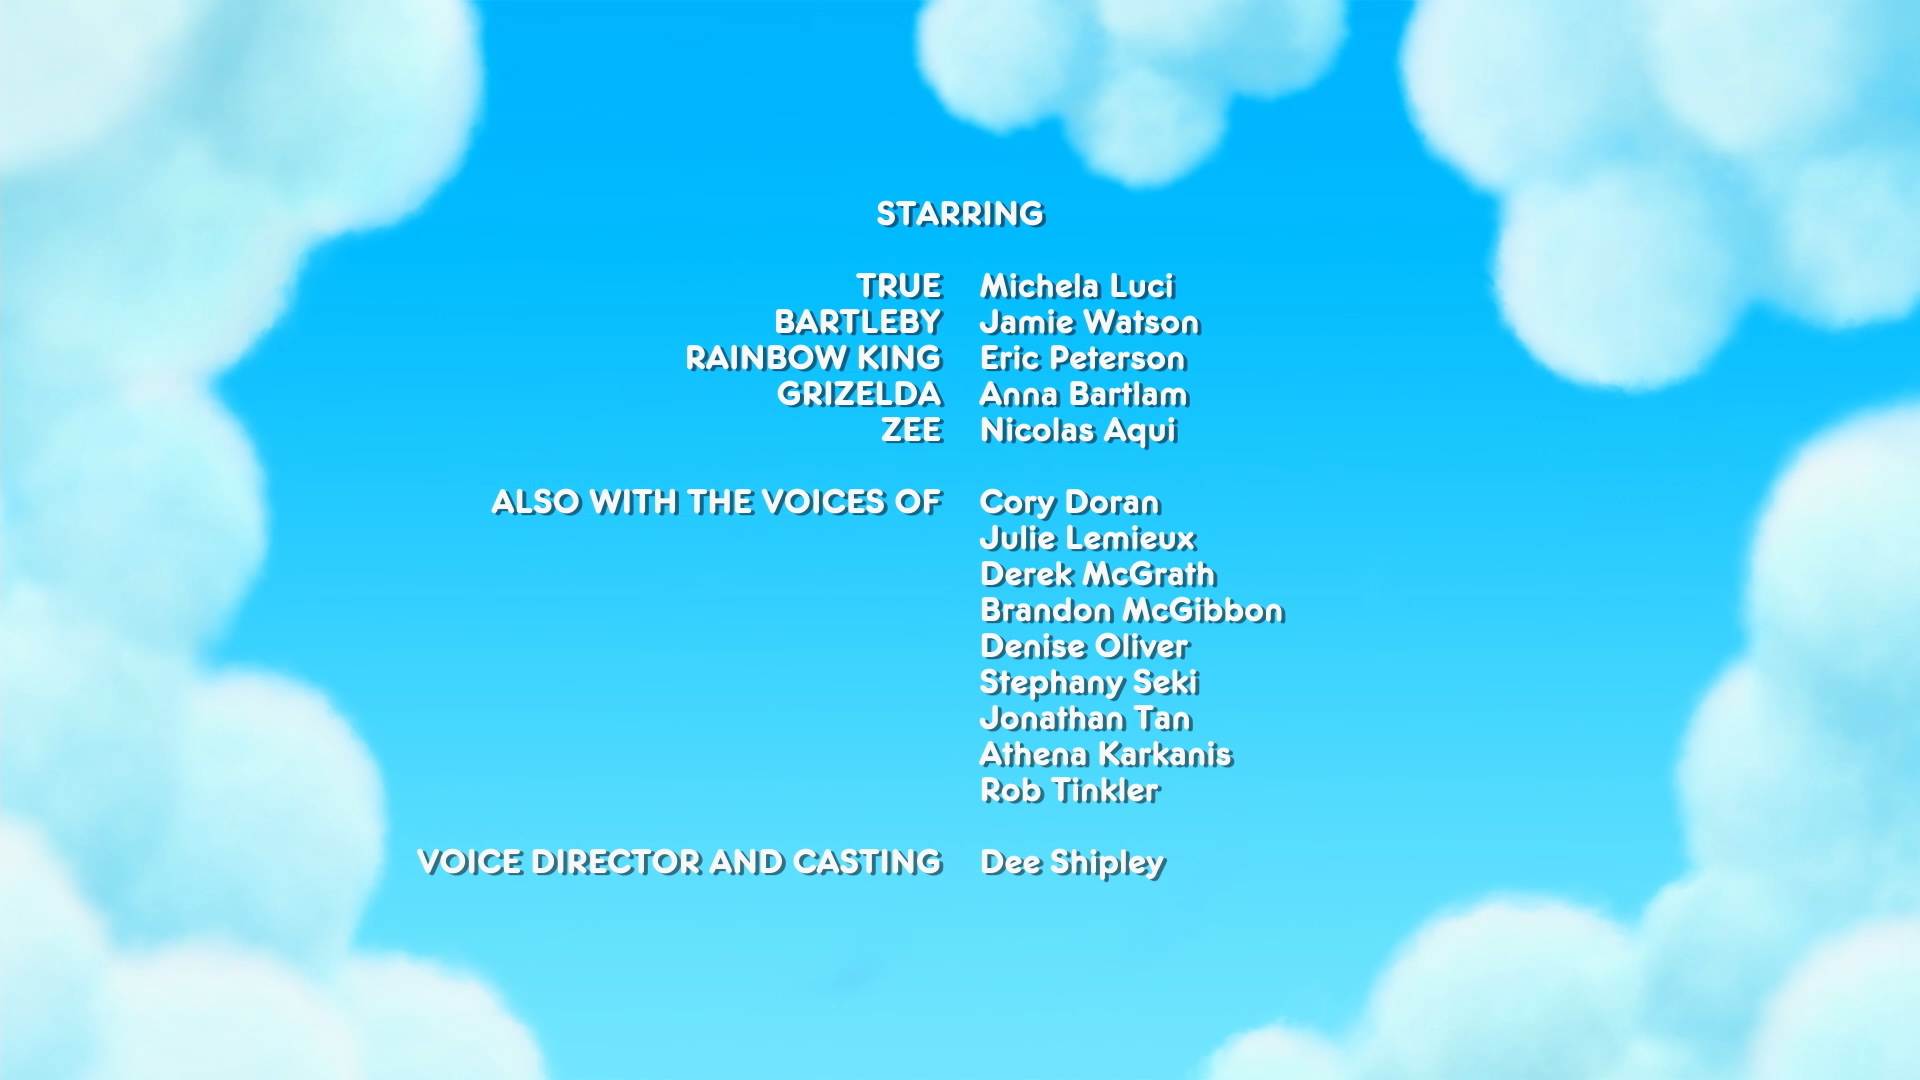 STARRING
TRUE Michela Luci
BARTLEBY Jamie Watson
RAINBOW KING Eric Peterson
GRIZELDA Anna Bartlam
ZEE Nicolas Aqui
ALSO WITH THE VOICES OF Cory Doran
Julie Lemieux
Derek McGrath
Brandon McGibbon
Denise Oliver
Stephany Seki
Jonathan Tan
Athena Karkanis
Rob Tinkler
VOICE DIRECTOR AND CASTING Dee Shipley